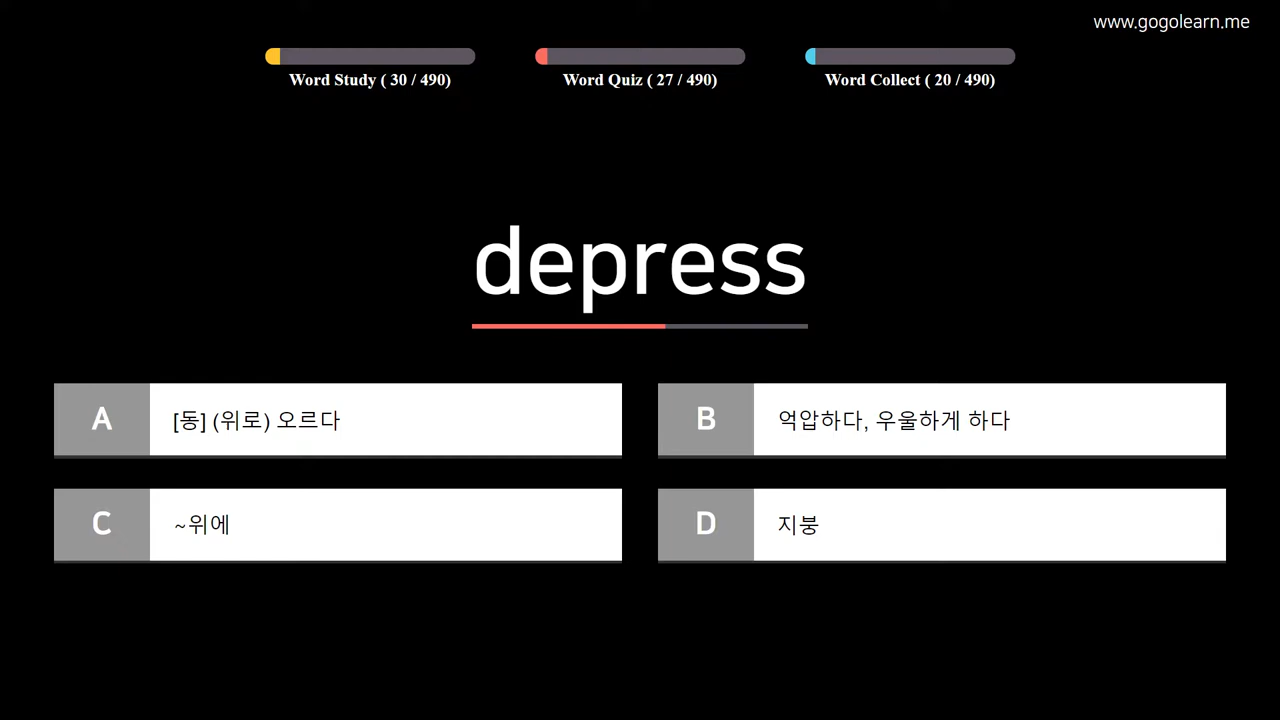 www.gogolearn.me
Word Study ( 30 / 490)
Word Quiz ( 27 / 490)
Word Collect ( 20 / 490)
depress
A [동] (위로) 오르다
B 억압하다, 우울하게 하다
C ~위에
D 지붕